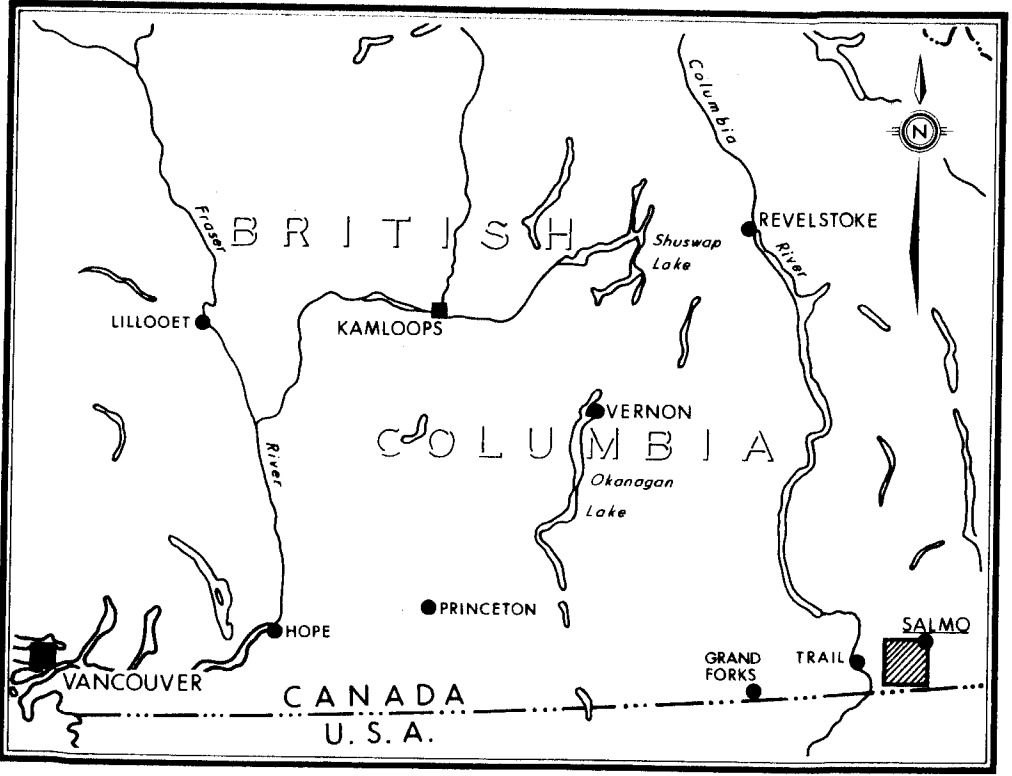 Columbia
N
Fraser
BRITISH
REVELSTOKE
Shuswap
Lake
River
LILLOOET
KAMLOOPS
VERNON
COLUMBIA
River
Okanagan
Lake
PRINCETON
HOPE
SALMO
GRAND
FORKS
TRAIL
VANCOUVER
CANADA
U.S.A.